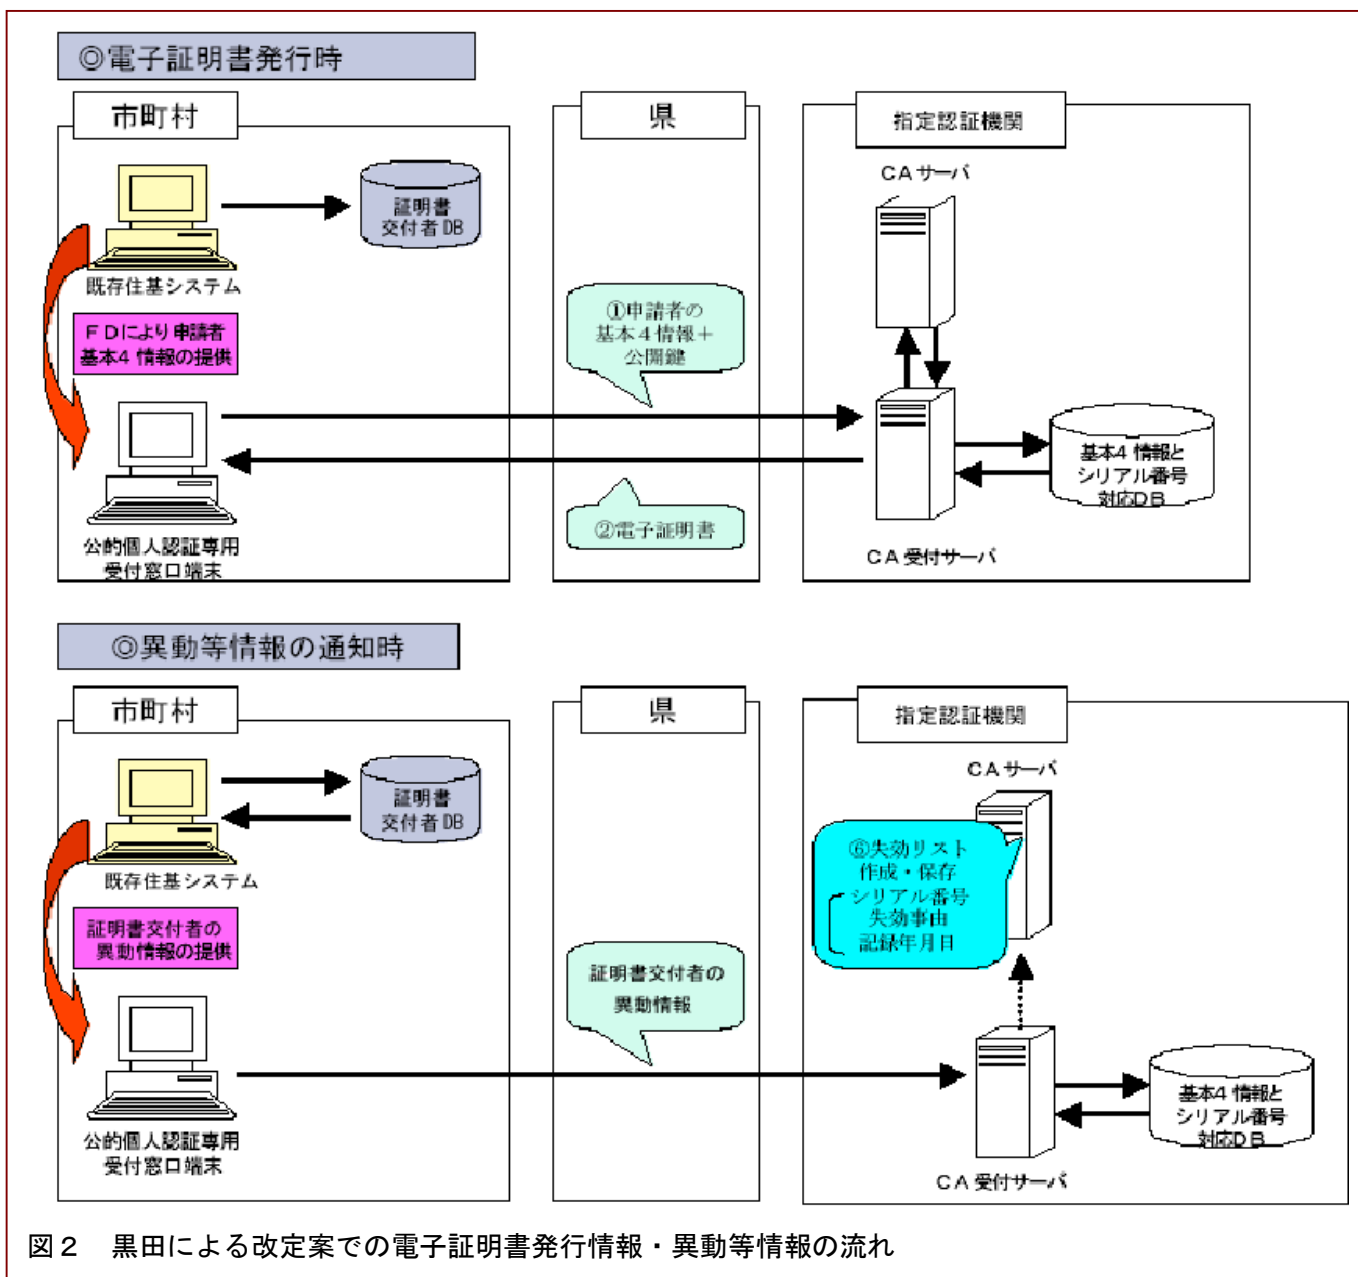 ◎電子証明書発行時
市町村
県
指定認証機関
CAサーバ
証明書
交付者DB
既存住基システム
FDにより申請者
基本4情報の提供
①申請者の
基本4情報＋
公開鍵
基本4情報と
シリアル番号
対応DB
②電子証明書
公的個人認証専用
受付窓口端末
CA受付サーバ
◎異動等情報の通知時
市町村
県
指定認証機関
CAサーバ
証明書
交付者DB
既存住基システム
⑥失効リスト
作成・保存
シリアル番号
失効事由
記録年月日
証明書交付者の
異動情報の提供
証明書交付者の
異動情報
基本4情報と
シリアル番号
対応DB
公的個人認証専用
受付窓口端末
CA受付サーバ
図２　黒田による改定案での電子証明書発行情報・異動等情報の流れ